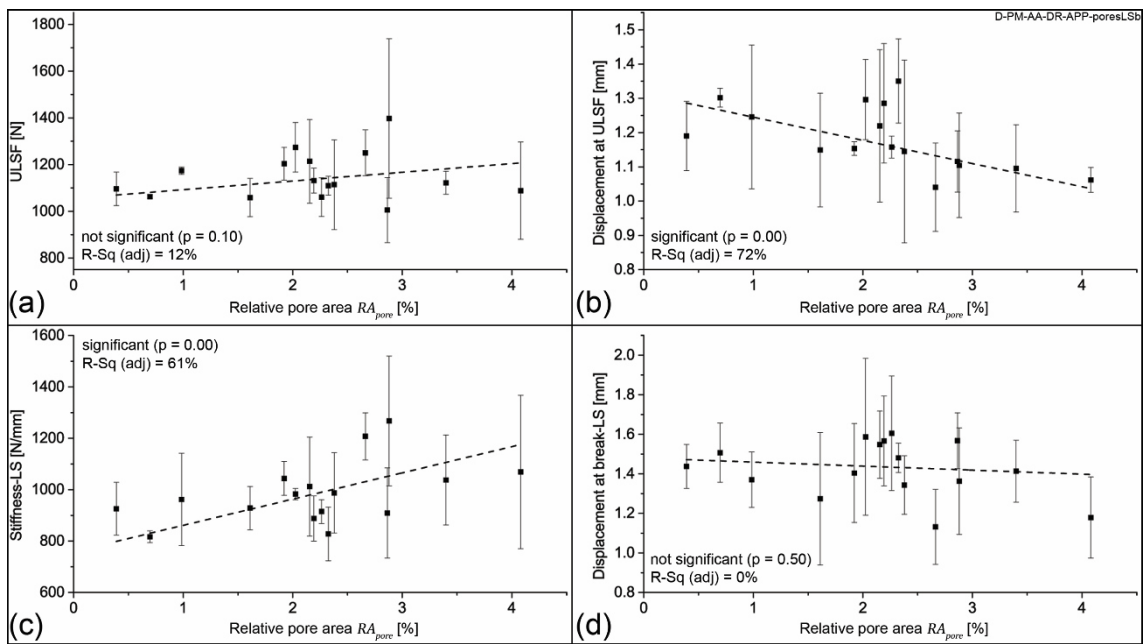 D-PM-AA-DR-APP-poresLSb
1800
1600
1400
1200
1000
800
ULSF [N]
not significant (p = 0.10)
R-Sq (adj) = 12%
0 1 2 3 4
Relative pore area RA_pore [%]
(a)
1.5
1.4
1.3
1.2
1.1
1.0
0.9
0.8
Displacement at ULSF [mm]
significant (p = 0.00)
R-Sq (adj) = 72%
0 1 2 3 4
Relative pore area RA_pore [%]
(b)
1600
1400
1200
1000
800
600
Stiffness-LS [N/mm]
significant (p = 0.00)
R-Sq (adj) = 61%
0 1 2 3 4
Relative pore area RA_pore [%]
(c)
2.0
1.8
1.6
1.4
1.2
1.0
0.8
Displacement at break-LS [mm]
not significant (p = 0.50)
R-Sq (adj) = 0%
0 1 2 3 4
Relative pore area RA_pore [%]
(d)